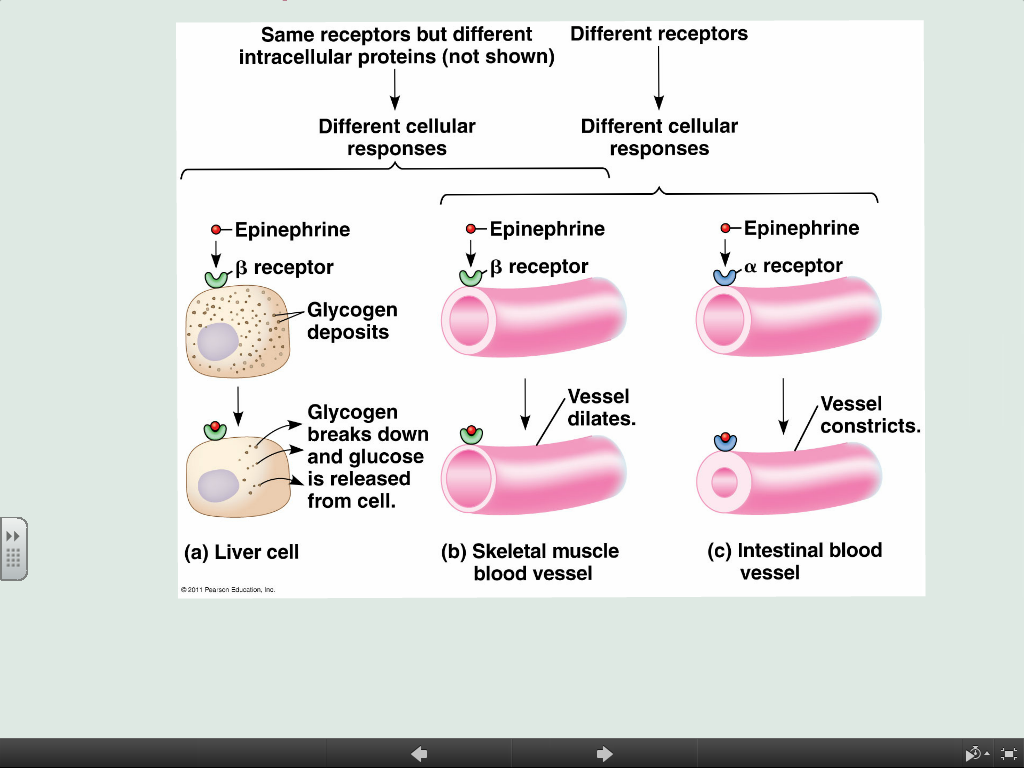 Same receptors but different
intracellular proteins (not shown)
Different receptors
Different cellular
responses
Different cellular
responses
Epinephrine
β receptor
Glycogen
deposits
Glycogen
breaks down
and glucose
is released
from cell.
(a) Liver cell
Epinephrine
β receptor
Vessel
dilates.
(b) Skeletal muscle
blood vessel
Epinephrine
α receptor
Vessel
constricts.
(c) Intestinal blood
vessel
© 2011 Pearson Education, Inc.